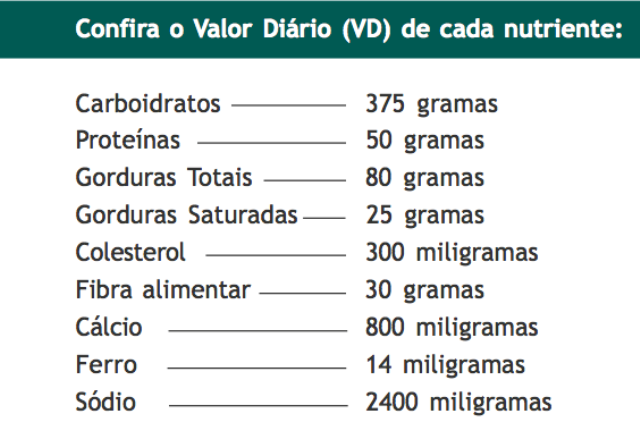 Confira o Valor Diário (VD) de cada nutriente:
Carboidratos 375 gramas
Proteínas 50 gramas
Gorduras Totais 80 gramas
Gorduras Saturadas 25 gramas
Colesterol 300 miligramas
Fibra alimentar 30 gramas
Cálcio 800 miligramas
Ferro 14 miligramas
Sódio 2400 miligramas